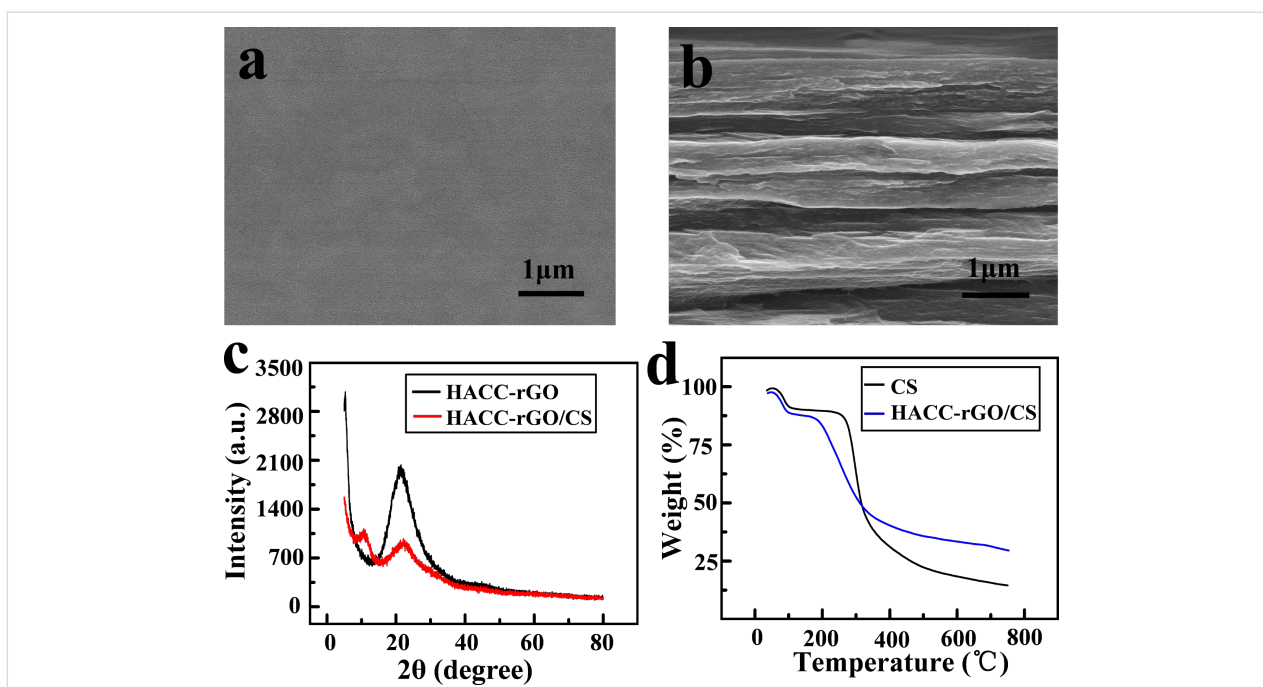 a
1μm
b
1μm
c
3500
2800
2100
1400
700
0
Intensity (a.u.)
HACC-rGO
HACC-rGO/CS
0
20
40
60
80
2θ (degree)
d
100
75
50
25
Weight (%)
CS
HACC-rGO/CS
0
200
400
600
800
Temperature (℃)